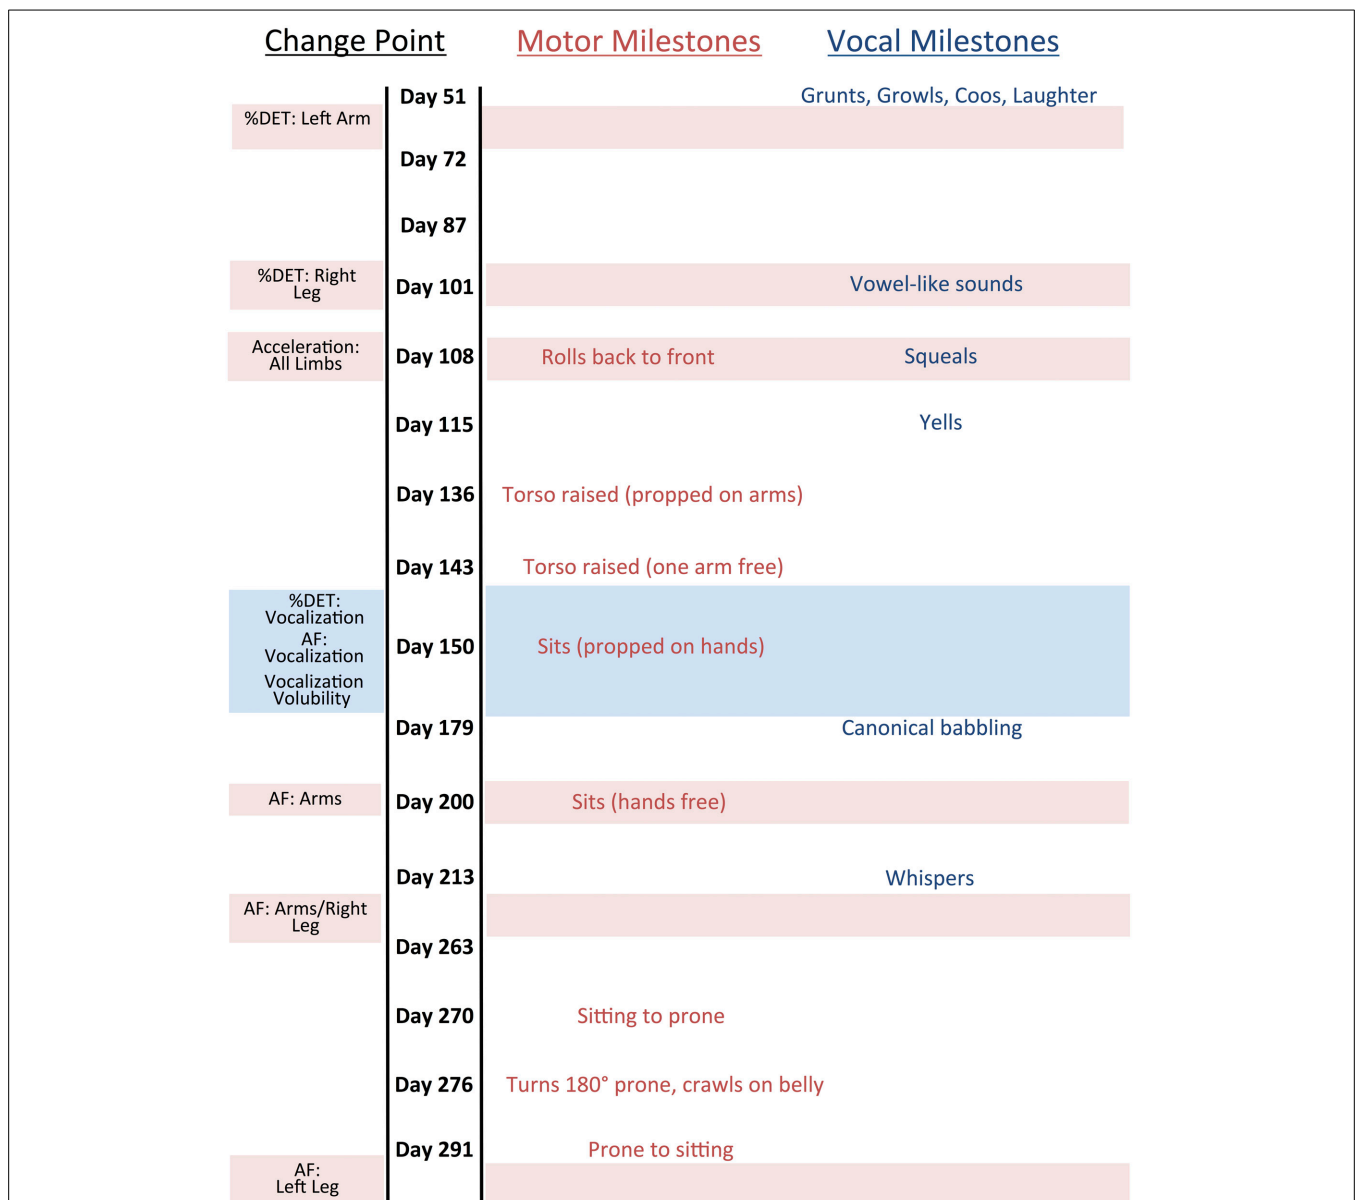 Change Point Motor Milestones Vocal Milestones
Day 51 Grunts, Growls, Coos, Laughter
%DET: Left Arm
Day 72
Day 87
%DET: Right
Leg
Day 101 Vowel-like sounds
Acceleration:
All Limbs
Day 108 Rolls back to front Squeals
Day 115 Yells
Day 136 Torso raised (propped on arms)
Day 143 Torso raised (one arm free)
%DET:
Vocalization
AF:
Vocalization
Vocalization
Volubility
Day 150 Sits (propped on hands)
Day 179 Canonical babbling
AF: Arms Day 200 Sits (hands free)
Day 213 Whispers
AF: Arms/Right
Leg
Day 263
Day 270 Sitting to prone
Day 276 Turns 180° prone, crawls on belly
Day 291 Prone to sitting
AF:
Left Leg